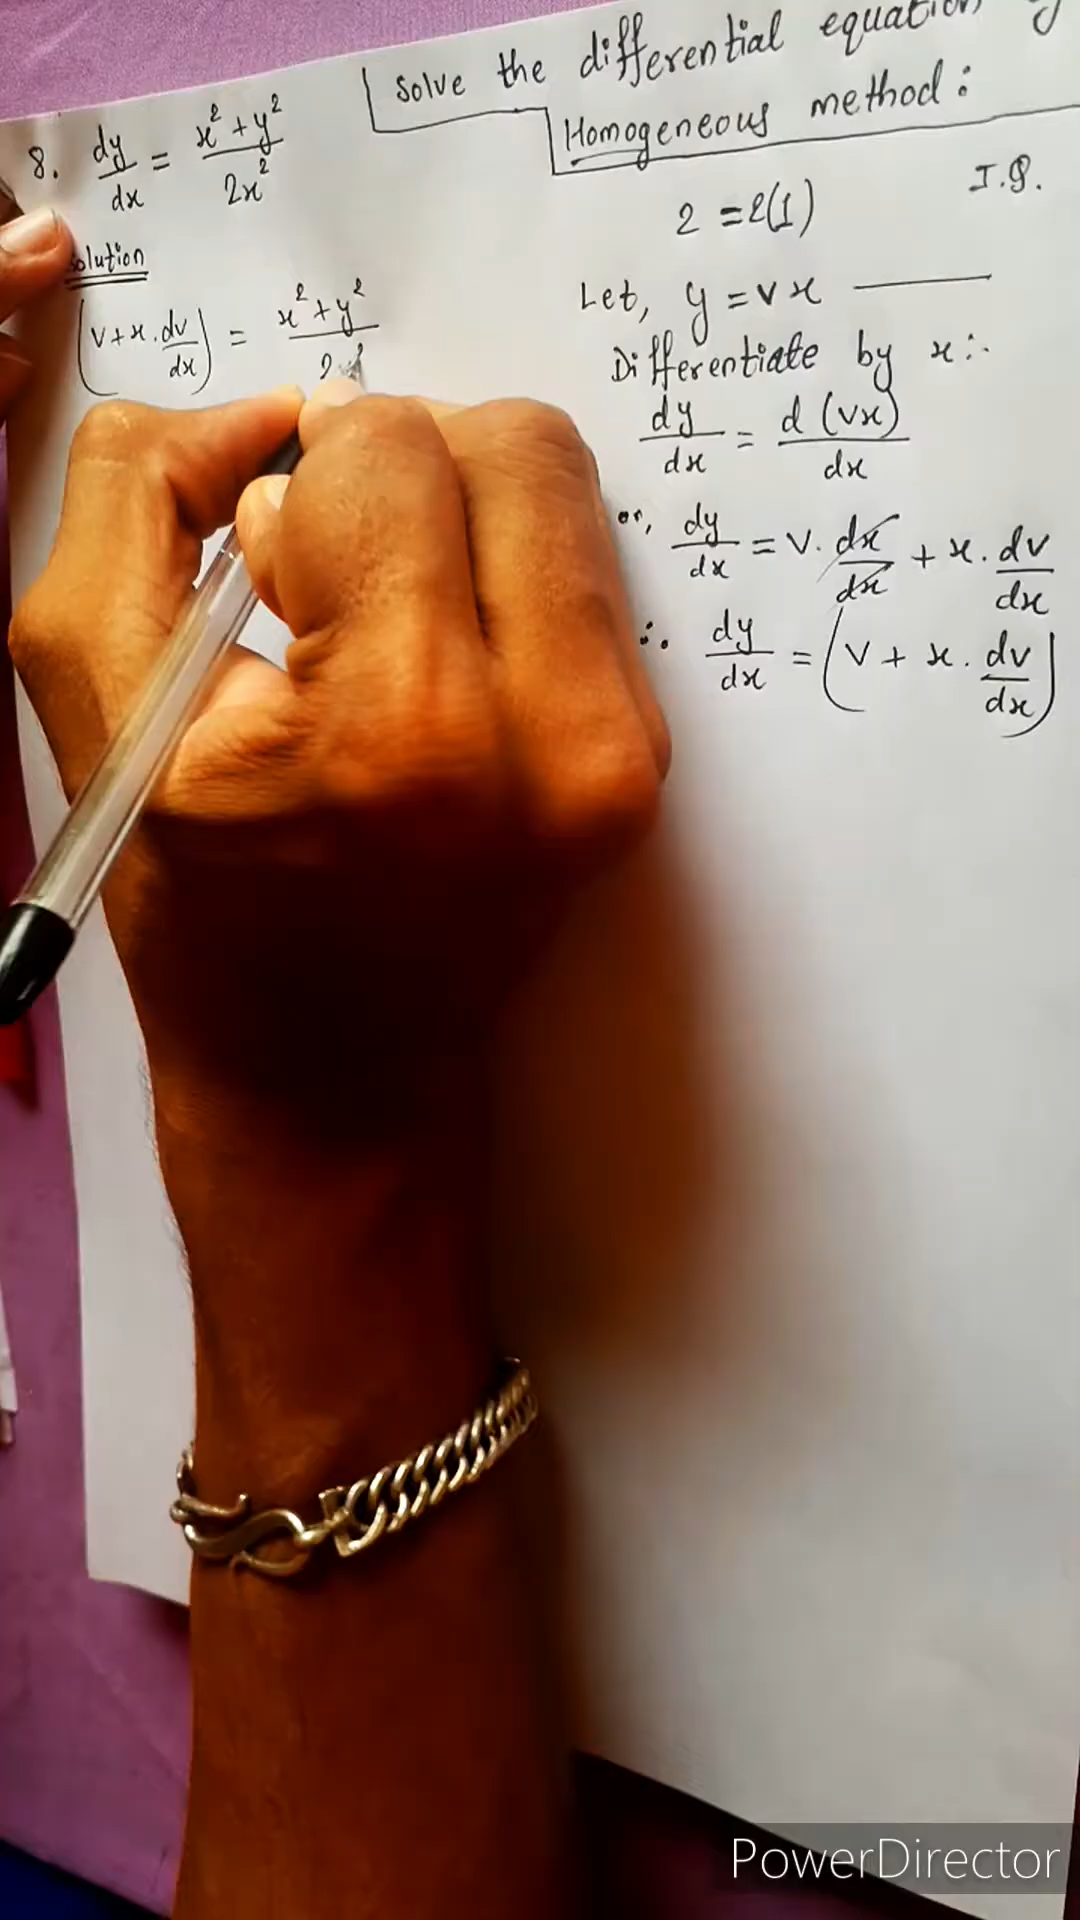 Solve the differential equation
Homogeneous method:
8. dy/dx = x²+y²/2x²
2 = 2(1)
I.Q.
solution
(v+x.dv/dx) = x²+y²/2x²
Let, y = vx
Differentiate by x:-
dy/dx = d(vx)/dx
or, dy/dx = v.dx/dx + x.dv/dx
∴ dy/dx = (v + x.dv/dx)
PowerDirector